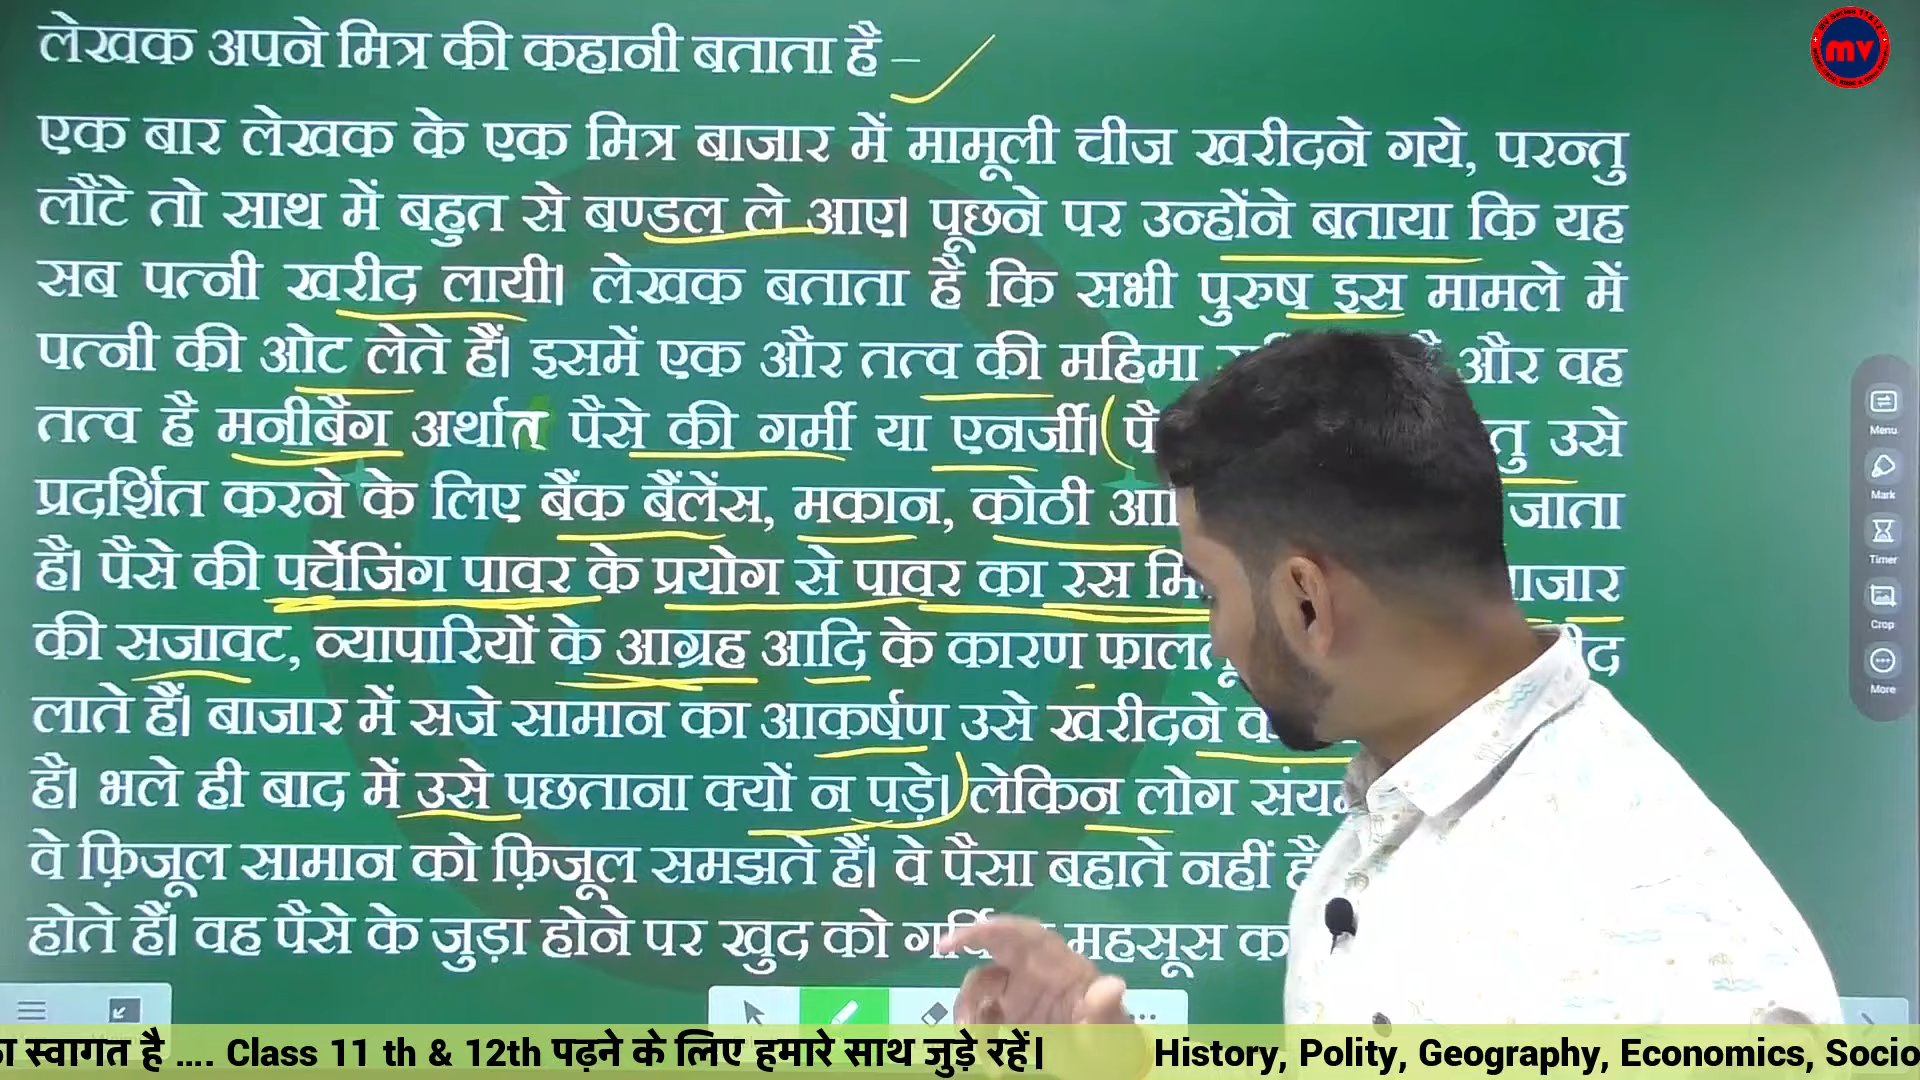 लेखक अपने मित्र की कहानी बताता है –
mv
एक बार लेखक के एक मित्र बाजार में मामूली चीज खरीदने गये, परन्तु
लौटे तो साथ में बहुत से बण्डल ले आए। पूछने पर उन्होंने बताया कि यह
सब पत्नी खरीद लायी। लेखक बताता है कि सभी पुरुष इस मामले में
पत्नी की ओट लेते हैं। इसमें एक और तत्व की महिमा और वह
तत्व है मनीबैग अर्थात पैसे की गर्मी या एनर्जी। उसे
प्रदर्शित करने के लिए बैंक बैलेंस, मकान, कोठी जाता
है। पैसे की पर्चेजिंग पावर के प्रयोग से पावर का रस
की सजावट, व्यापारियों के आग्रह आदि के कारण
लाते हैं। बाजार में सजे सामान का आकर्षण उसे खरीदने
है। भले ही बाद में उसे पछताना क्यों न पड़े। लेकिन लोग
वे फ़िजूल सामान को फ़िजूल समझते हैं। वे पैसा बहाते नहीं
होते हैं। वह पैसे के जुड़ा होने पर खुद को महसूस
Menu
Mark
Timer
Crop
More
स्वागत है .... Class 11 th & 12th पढ़ने के लिए हमारे साथ जुड़े रहें। History, Polity, Geography, Economics, Socio